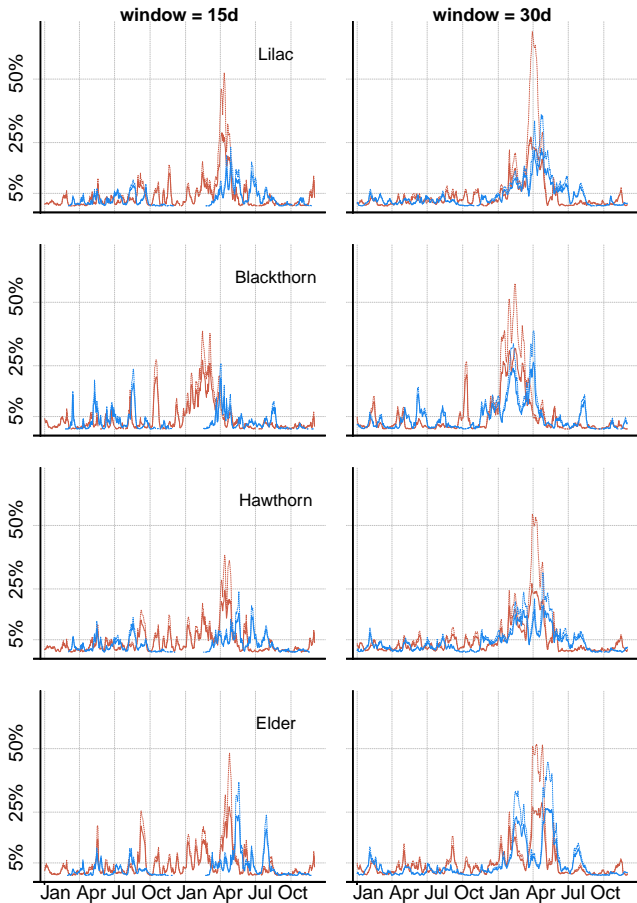 window = 15d window = 30d
Lilac
50%
25%
5%
Blackthorn
50%
25%
5%
Hawthorn
50%
25%
5%
Elder
50%
25%
5%
Jan Apr Jul Oct Jan Apr Jul Oct Jan Apr Jul Oct Jan Apr Jul Oct